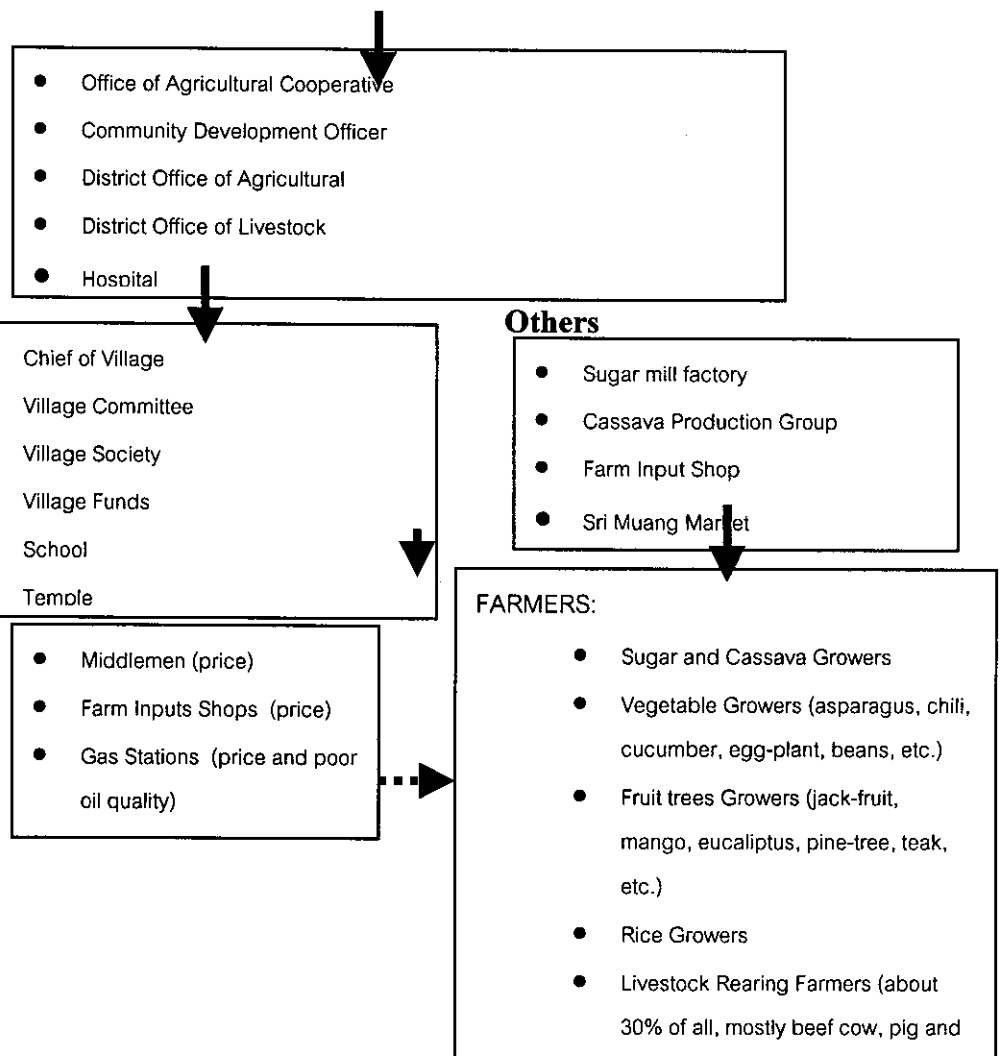 ● Office of Agricultural Cooperative
● Community Development Officer
● District Office of Agricultural
● District Office of Livestock
● Hospital
Chief of Village
Village Committee
Village Society
Village Funds
School
Temple
Others
● Sugar mill factory
● Cassava Production Group
● Farm Input Shop
● Sri Muang Market
● Middlemen (price)
● Farm Inputs Shops (price)
● Gas Stations (price and poor
oil quality)
FARMERS:
● Sugar and Cassava Growers
● Vegetable Growers (asparagus, chili,
cucumber, egg-plant, beans, etc.)
● Fruit trees Growers (jack-fruit,
mango, eucaliptus, pine-tree, teak,
etc.)
● Rice Growers
● Livestock Rearing Farmers (about
30% of all, mostly beef cow, pig and